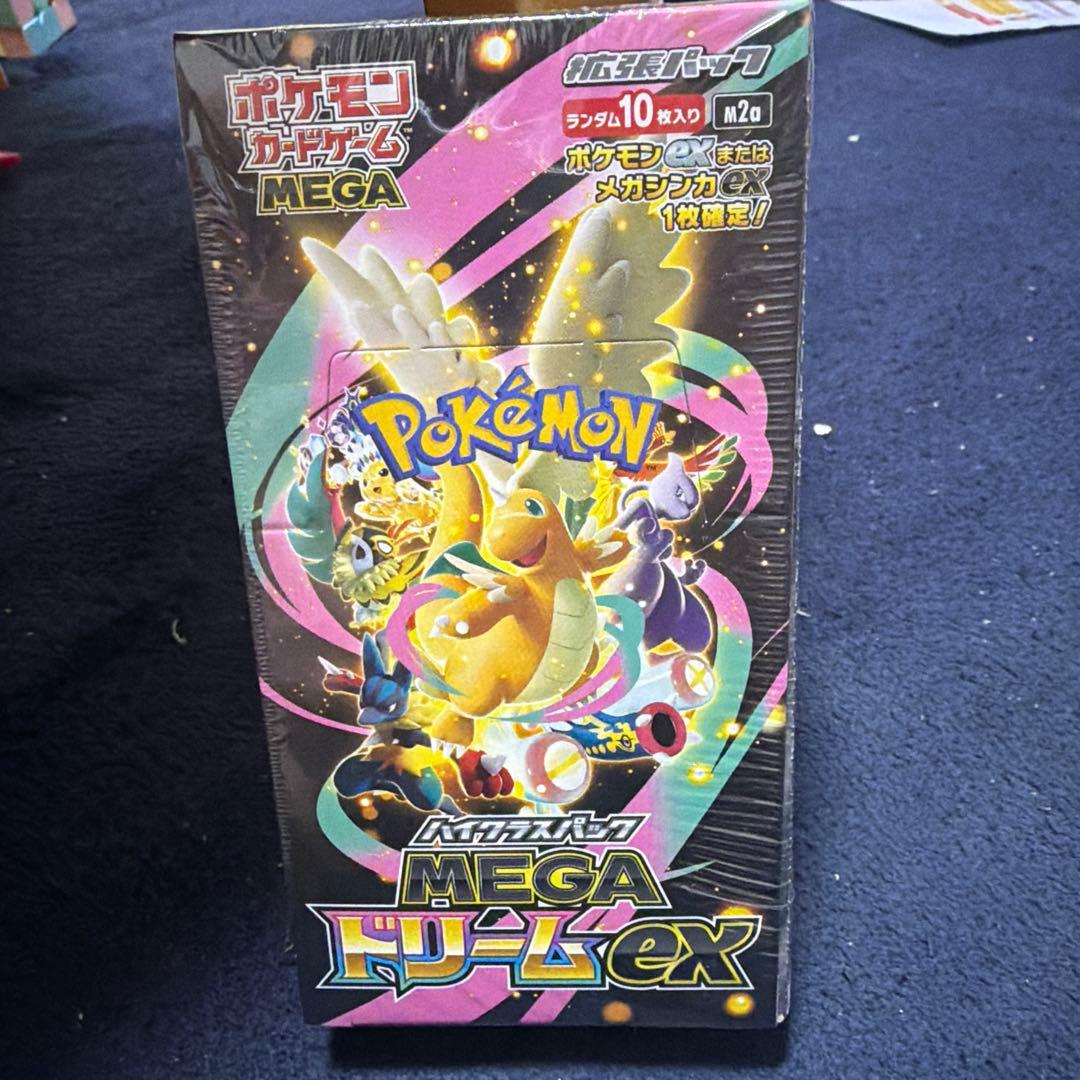 ポケモン
カードゲーム
MEGA
拡張パック
ランダム10枚入り M2a
ポケモンexまたは
メガシンカex
1枚確定!
POKÉMON
ハイクラスパック
MEGA
ドリームex